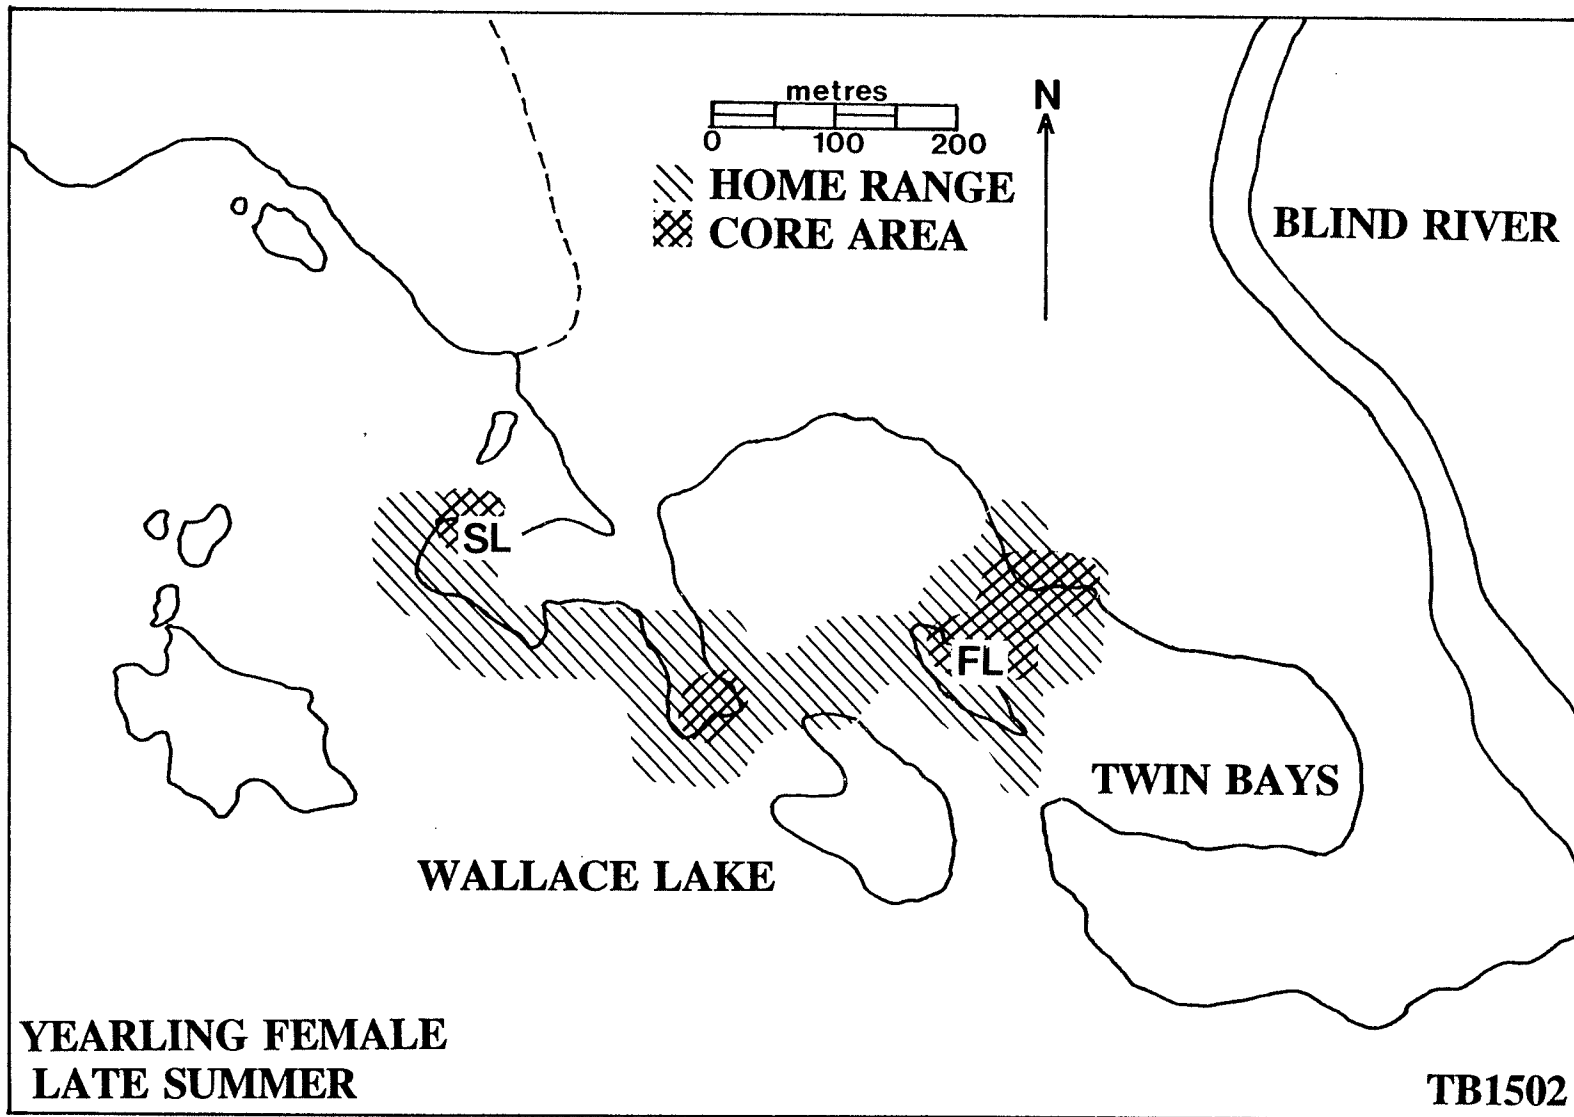 metres
0 100 200
N
HOME RANGE
CORE AREA
BLIND RIVER
SL
FL
TWIN BAYS
WALLACE LAKE
YEARLING FEMALE
LATE SUMMER
TB1502